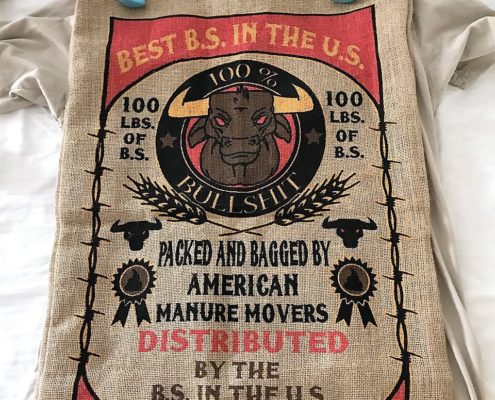 BEST B.S. IN THE U.S.
100 %
BULLSHIT
100
LBS.
OF
B.S.
100
LBS.
OF
B.S.
PACKED AND BAGGED BY
AMERICAN
MANURE MOVERS
DISTRIBUTED
BY THE
B.S. IN THE U.S